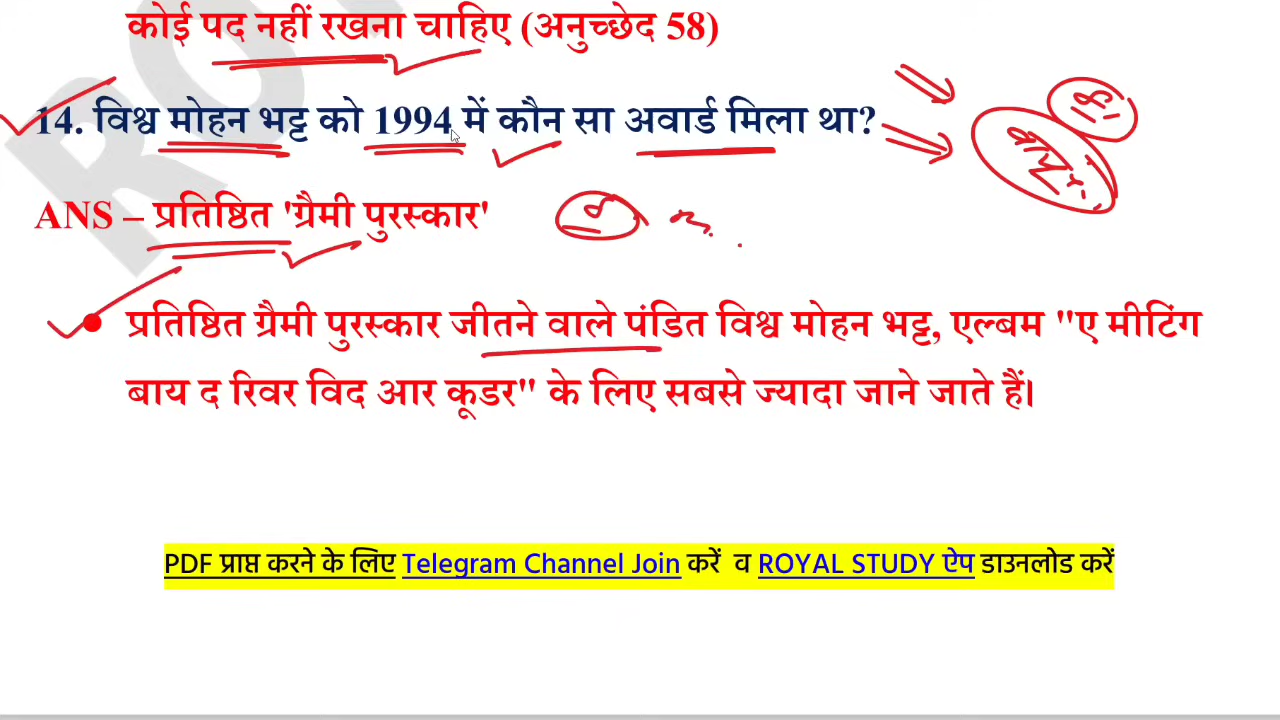 कोई पद नहीं रखना चाहिए (अनुच्छेद 58)
14. विश्व मोहन भट्ट को 1994 में कौन सा अवार्ड मिला था?
ANS – प्रतिष्ठित 'ग्रैमी पुरस्कार'
● प्रतिष्ठित ग्रैमी पुरस्कार जीतने वाले पंडित विश्व मोहन भट्ट, एल्बम "ए मीटिंग
बाय द रिवर विद आर कूडर" के लिए सबसे ज्यादा जाने जाते हैं।
PDF प्राप्त करने के लिए Telegram Channel Join करें व ROYAL STUDY ऐप डाउनलोड करें